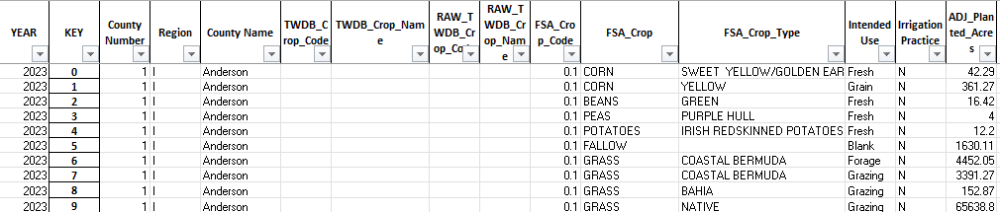 YEAR KEY County Number Region County Name TWDB_Crop_Code TWDB_Crop_Name RAW_TWDB_Crop_Code RAW_TWDB_Crop_Name FSA_Crop_Code FSA_Crop FSA_Crop_Type Intended Use Irrigation Practice ADJ_Planted_Acres
2023 0 1 I Anderson 0.1 CORN SWEET YELLOW/GOLDEN EAR Fresh N 42.29
2023 1 1 I Anderson 0.1 CORN YELLOW Grain N 361.27
2023 2 1 I Anderson 0.1 BEANS GREEN Fresh N 16.42
2023 3 1 I Anderson 0.1 PEAS PURPLE HULL Fresh N 4
2023 4 1 I Anderson 0.1 POTATOES IRISH REDSKINNED POTATOES Fresh N 12.2
2023 5 1 I Anderson 0.1 FALLOW Blank N 1630.11
2023 6 1 I Anderson 0.1 GRASS COASTAL BERMUDA Forage N 4452.05
2023 7 1 I Anderson 0.1 GRASS COASTAL BERMUDA Grazing N 3391.27
2023 8 1 I Anderson 0.1 GRASS BAHIA Grazing N 152.87
2023 9 1 I Anderson 0.1 GRASS NATIVE Grazing N 65638.8